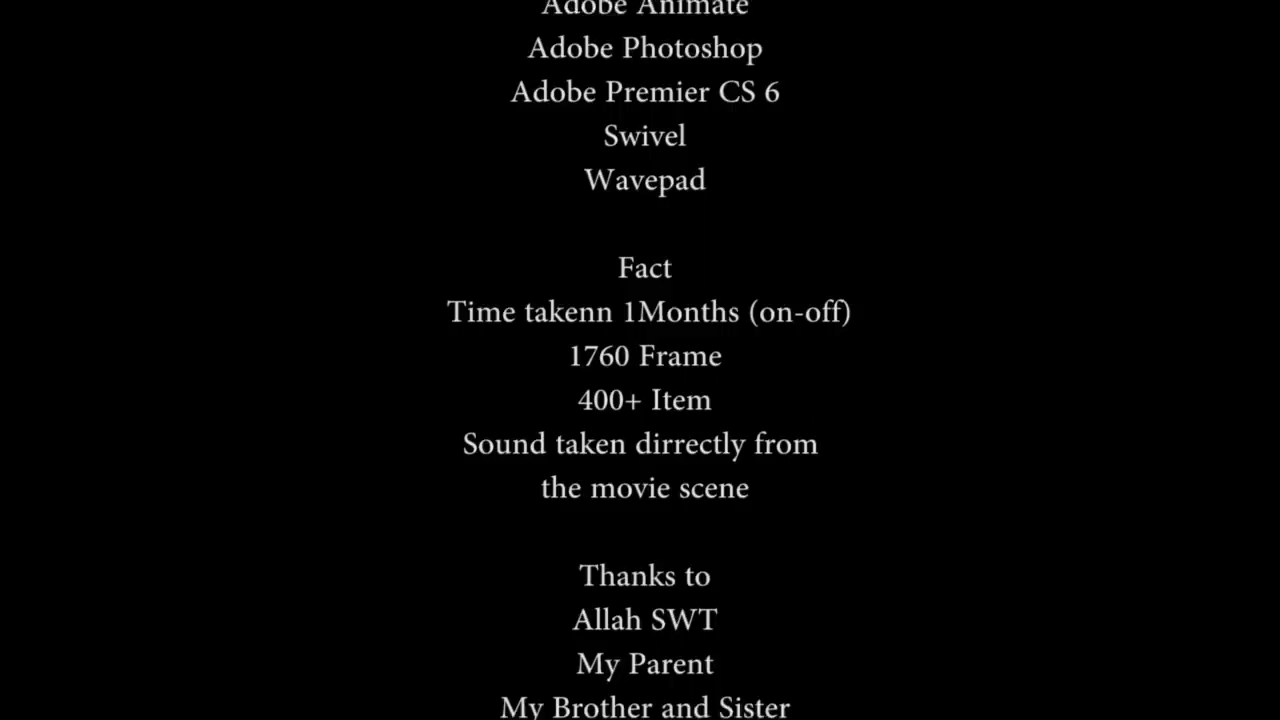 Adobe Animate
Adobe Photoshop
Adobe Premier CS 6
Swivel
Wavepad
Fact
Time takenn 1Months (on-off)
1760 Frame
400+ Item
Sound taken dirrectly from
the movie scene
Thanks to
Allah SWT
My Parent
My Brother and Sister